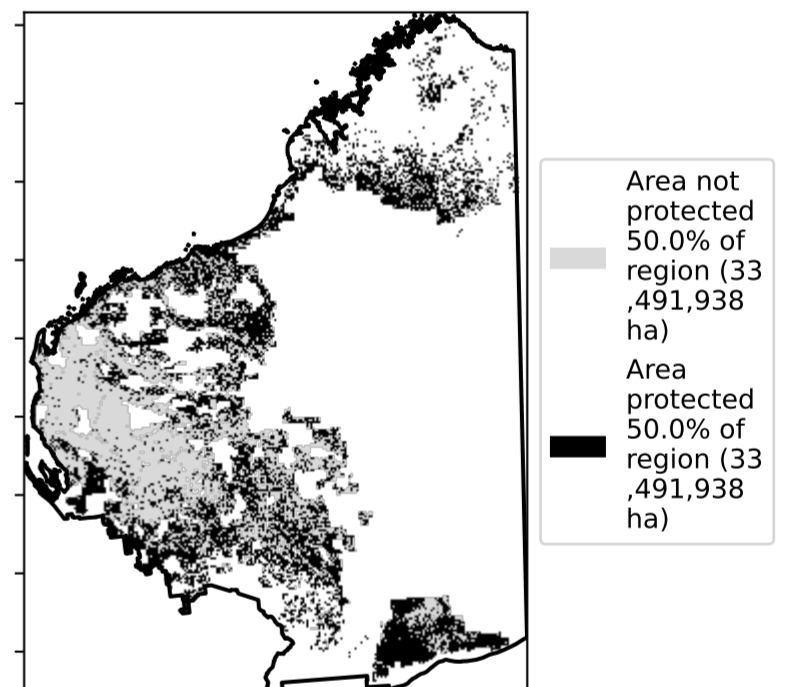 Area not
protected
50.0% of
region (33
,491,938
ha)
Area
protected
50.0% of
region (33
,491,938
ha)